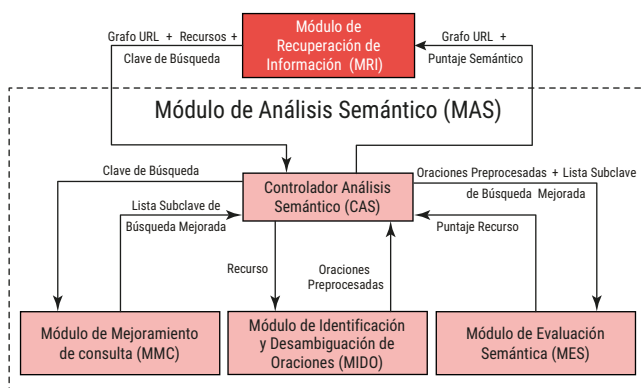 Grafo URL + Recursos +
Clave de Búsqueda
Módulo de
Recuperación de
Información (MRI)
Grafo URL +
Puntaje Semántico
Módulo de Análisis Semántico (MAS)
Clave de Búsqueda
Controlador Análisis
Semántico (CAS)
Oraciones Preprocesadas + Lista Subclave
de Búsqueda Mejorada
Lista Subclave de
Búsqueda Mejorada
Puntaje Recurso
Recurso
Oraciones
Preprocesadas
Módulo de Mejoramiento
de consulta (MMC)
Módulo de Identificación
y Desambiguación de
Oraciones (MIDO)
Módulo de Evaluación
Semántica (MES)